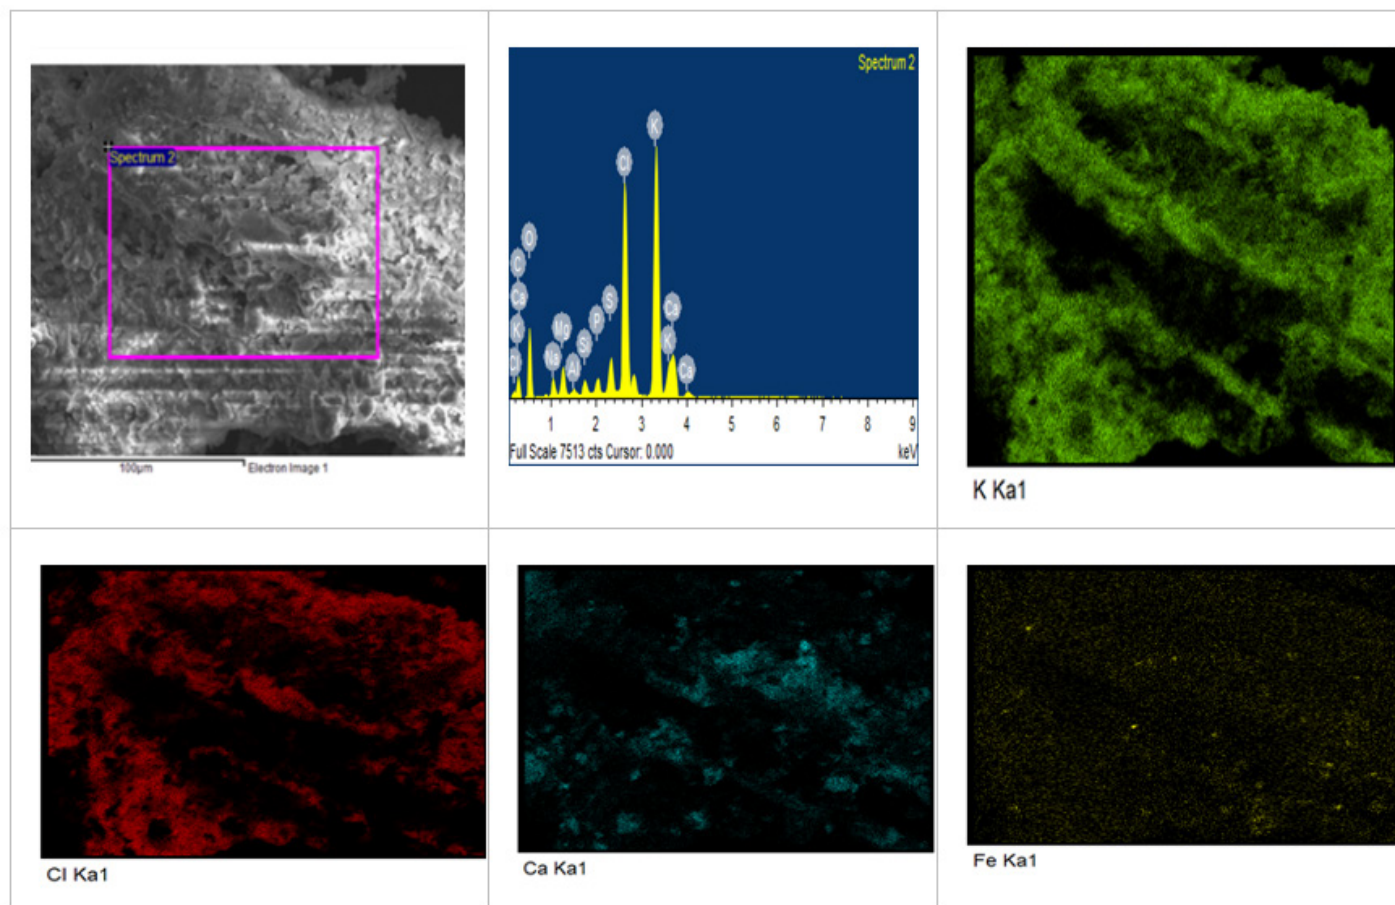 Spectrum 2
100µm
Electron Image 1
Spectrum 2
K
Cl
O
C
Ca
K
Cl
Na
Mg
Al
Si
P
S
Ca
K
Ca
1 2 3 4 5 6 7 8 9
Full Scale 7513 cts Cursor: 0.000
keV
K Ka1
Cl Ka1
Ca Ka1
Fe Ka1